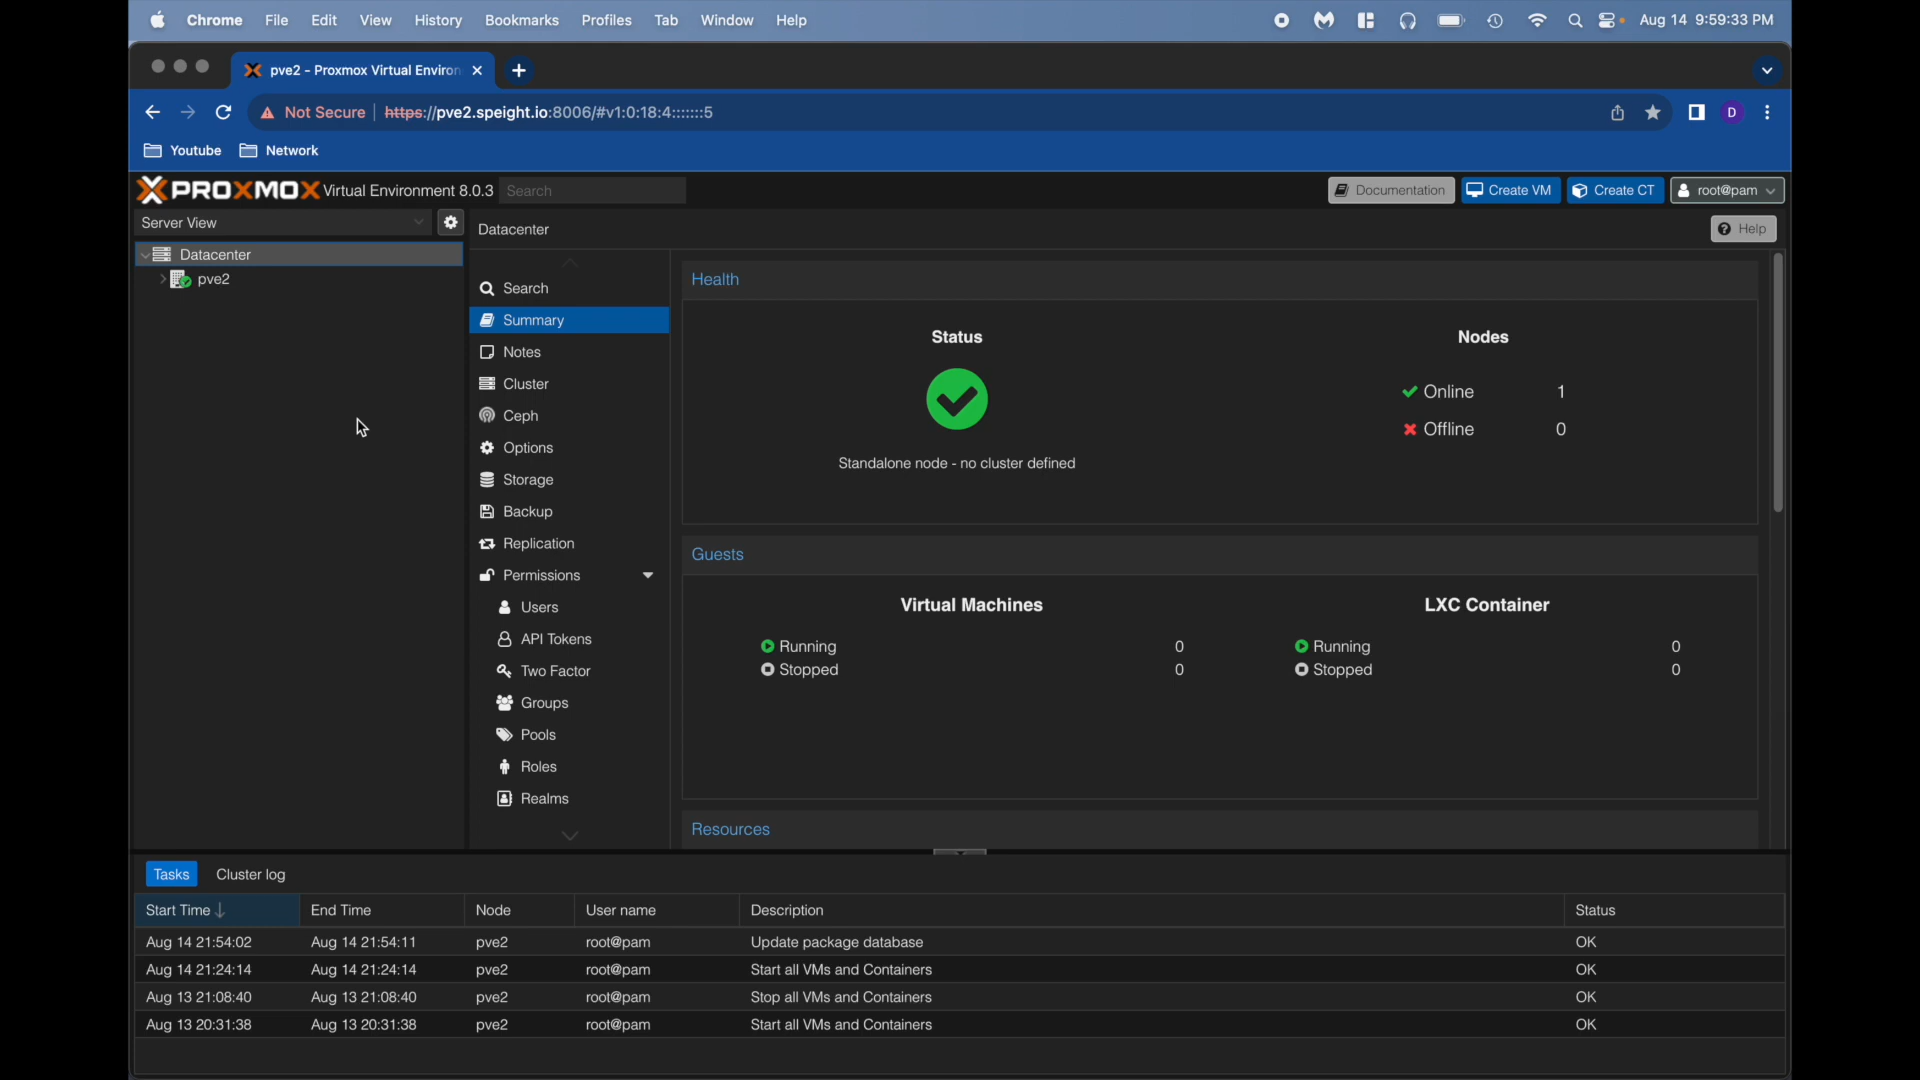 Chrome File Edit View History Bookmarks Profiles Tab Window Help Aug 14 9:59:33 PM
pve2 - Proxmox Virtual Environ
Not Secure https://pve2.speight.io:8006/#v1:0:18:4:::::::5 D
Youtube Network
PROXMOX Virtual Environment 8.0.3 Search Documentation Create VM Create CT root@pam
Server View Datacenter Help
Datacenter
pve2
Search
Summary
Notes
Cluster
Ceph
Options
Storage
Backup
Replication
Permissions
Users
API Tokens
Two Factor
Groups
Pools
Roles
Realms
Health
Status Nodes
Online 1
Offline 0
Standalone node - no cluster defined
Guests
Virtual Machines LXC Container
Running 0 Running 0
Stopped 0 Stopped 0
Resources
Tasks Cluster log
Start Time End Time Node User name Description Status
Aug 14 21:54:02 Aug 14 21:54:11 pve2 root@pam Update package database OK
Aug 14 21:24:14 Aug 14 21:24:14 pve2 root@pam Start all VMs and Containers OK
Aug 13 21:08:40 Aug 13 21:08:40 pve2 root@pam Stop all VMs and Containers OK
Aug 13 20:31:38 Aug 13 20:31:38 pve2 root@pam Start all VMs and Containers OK